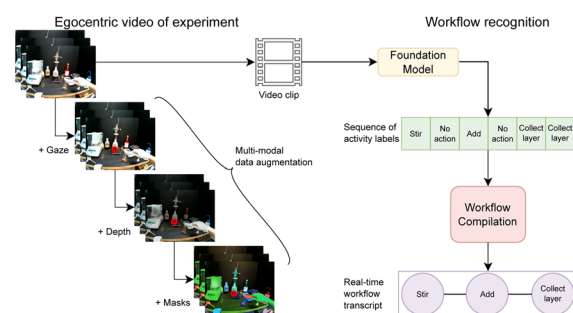 Egocentric video of experiment
Workflow recognition
Video clip
Foundation
Model
+ Gaze
+ Depth
+ Masks
Multi-modal
data augmentation
Sequence of
activity labels
Stir
No
action
Add
No
action
Collect
layer
Collect
layer
Workflow
Compilation
Real-time
workflow
transcript
Stir
Add
Collect
layer